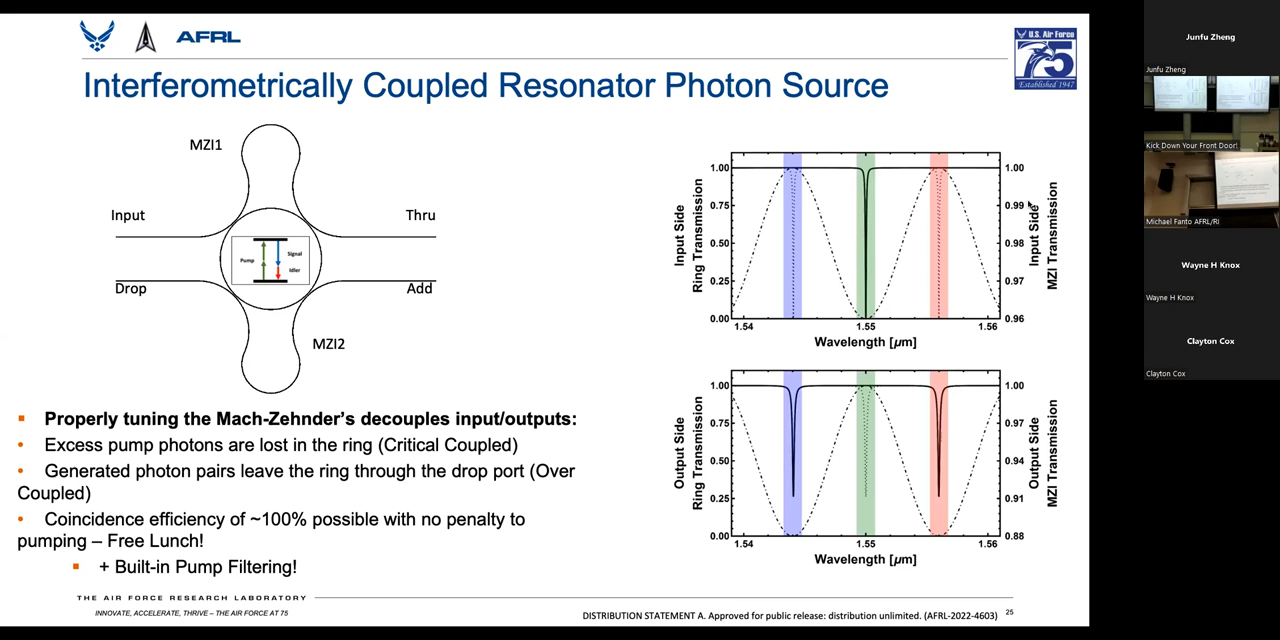 AFRL
U.S. Air Force
75
Established 1947
Interferometrically Coupled Resonator Photon Source
MZI1
Input
Thru
Pump
Signal
Idler
Drop
Add
MZI2
Properly tuning the Mach-Zehnder's decouples input/outputs:
Excess pump photons are lost in the ring (Critical Coupled)
Generated photon pairs leave the ring through the drop port (Over
Coupled)
Coincidence efficiency of ~100% possible with no penalty to
pumping – Free Lunch!
+ Built-in Pump Filtering!
Input Side
Ring Transmission
1.00
0.75
0.50
0.25
0.00
1.54
1.55
1.56
Wavelength [μm]
1.00
0.99
0.98
0.97
0.96
Input Side
MZI Transmission
Output Side
Ring Transmission
1.00
0.75
0.50
0.25
0.00
1.54
1.55
1.56
Wavelength [μm]
1.00
0.97
0.94
0.91
0.88
Output Side
MZI Transmission
THE AIR FORCE RESEARCH LABORATORY
INNOVATE, ACCELERATE, THRIVE – THE AIR FORCE AT 75
DISTRIBUTION STATEMENT A. Approved for public release: distribution unlimited. (AFRL-2022-4603)
25
Junfu Zheng
Junfu Zheng
Kick Down Your Front Door!
Michael Fanto AFRL/RI
Wayne H Knox
Wayne H Knox
Clayton Cox
Clayton Cox